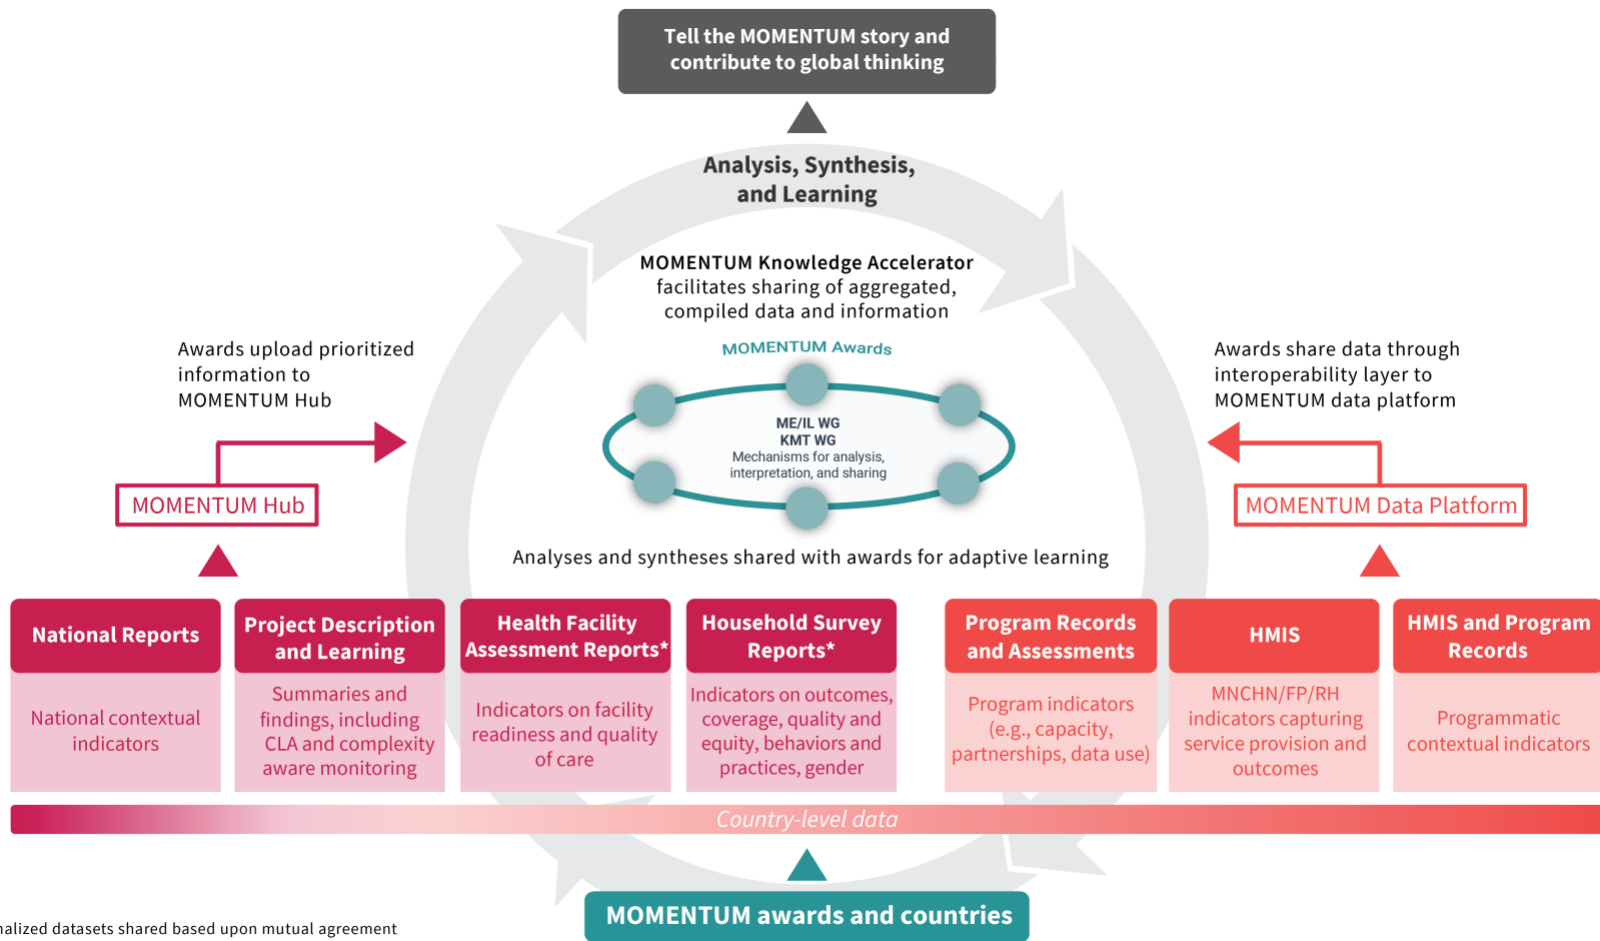 Tell the MOMENTUM story and
contribute to global thinking
Analysis, Synthesis,
and Learning
MOMENTUM Knowledge Accelerator
facilitates sharing of aggregated,
compiled data and information
MOMENTUM Awards
ME/IL WG
KMT WG
Mechanisms for analysis,
interpretation, and sharing
Analyses and syntheses shared with awards for adaptive learning
Awards upload prioritized
information to
MOMENTUM Hub
MOMENTUM Hub
Awards share data through
interoperability layer to
MOMENTUM data platform
MOMENTUM Data Platform
National Reports
National contextual
indicators
Project Description
and Learning
Summaries and
findings, including
CLA and complexity
aware monitoring
Health Facility
Assessment Reports*
Indicators on facility
readiness and quality
of care
Household Survey
Reports*
Indicators on outcomes,
coverage, quality and
equity, behaviors and
practices, gender
Program Records
and Assessments
Program indicators
(e.g., capacity,
partnerships, data use)
HMIS
MNCHN/FP/RH
indicators capturing
service provision and
outcomes
HMIS and Program
Records
Programmatic
contextual indicators
Country-level data
MOMENTUM awards and countries
datasets shared based upon mutual agreement